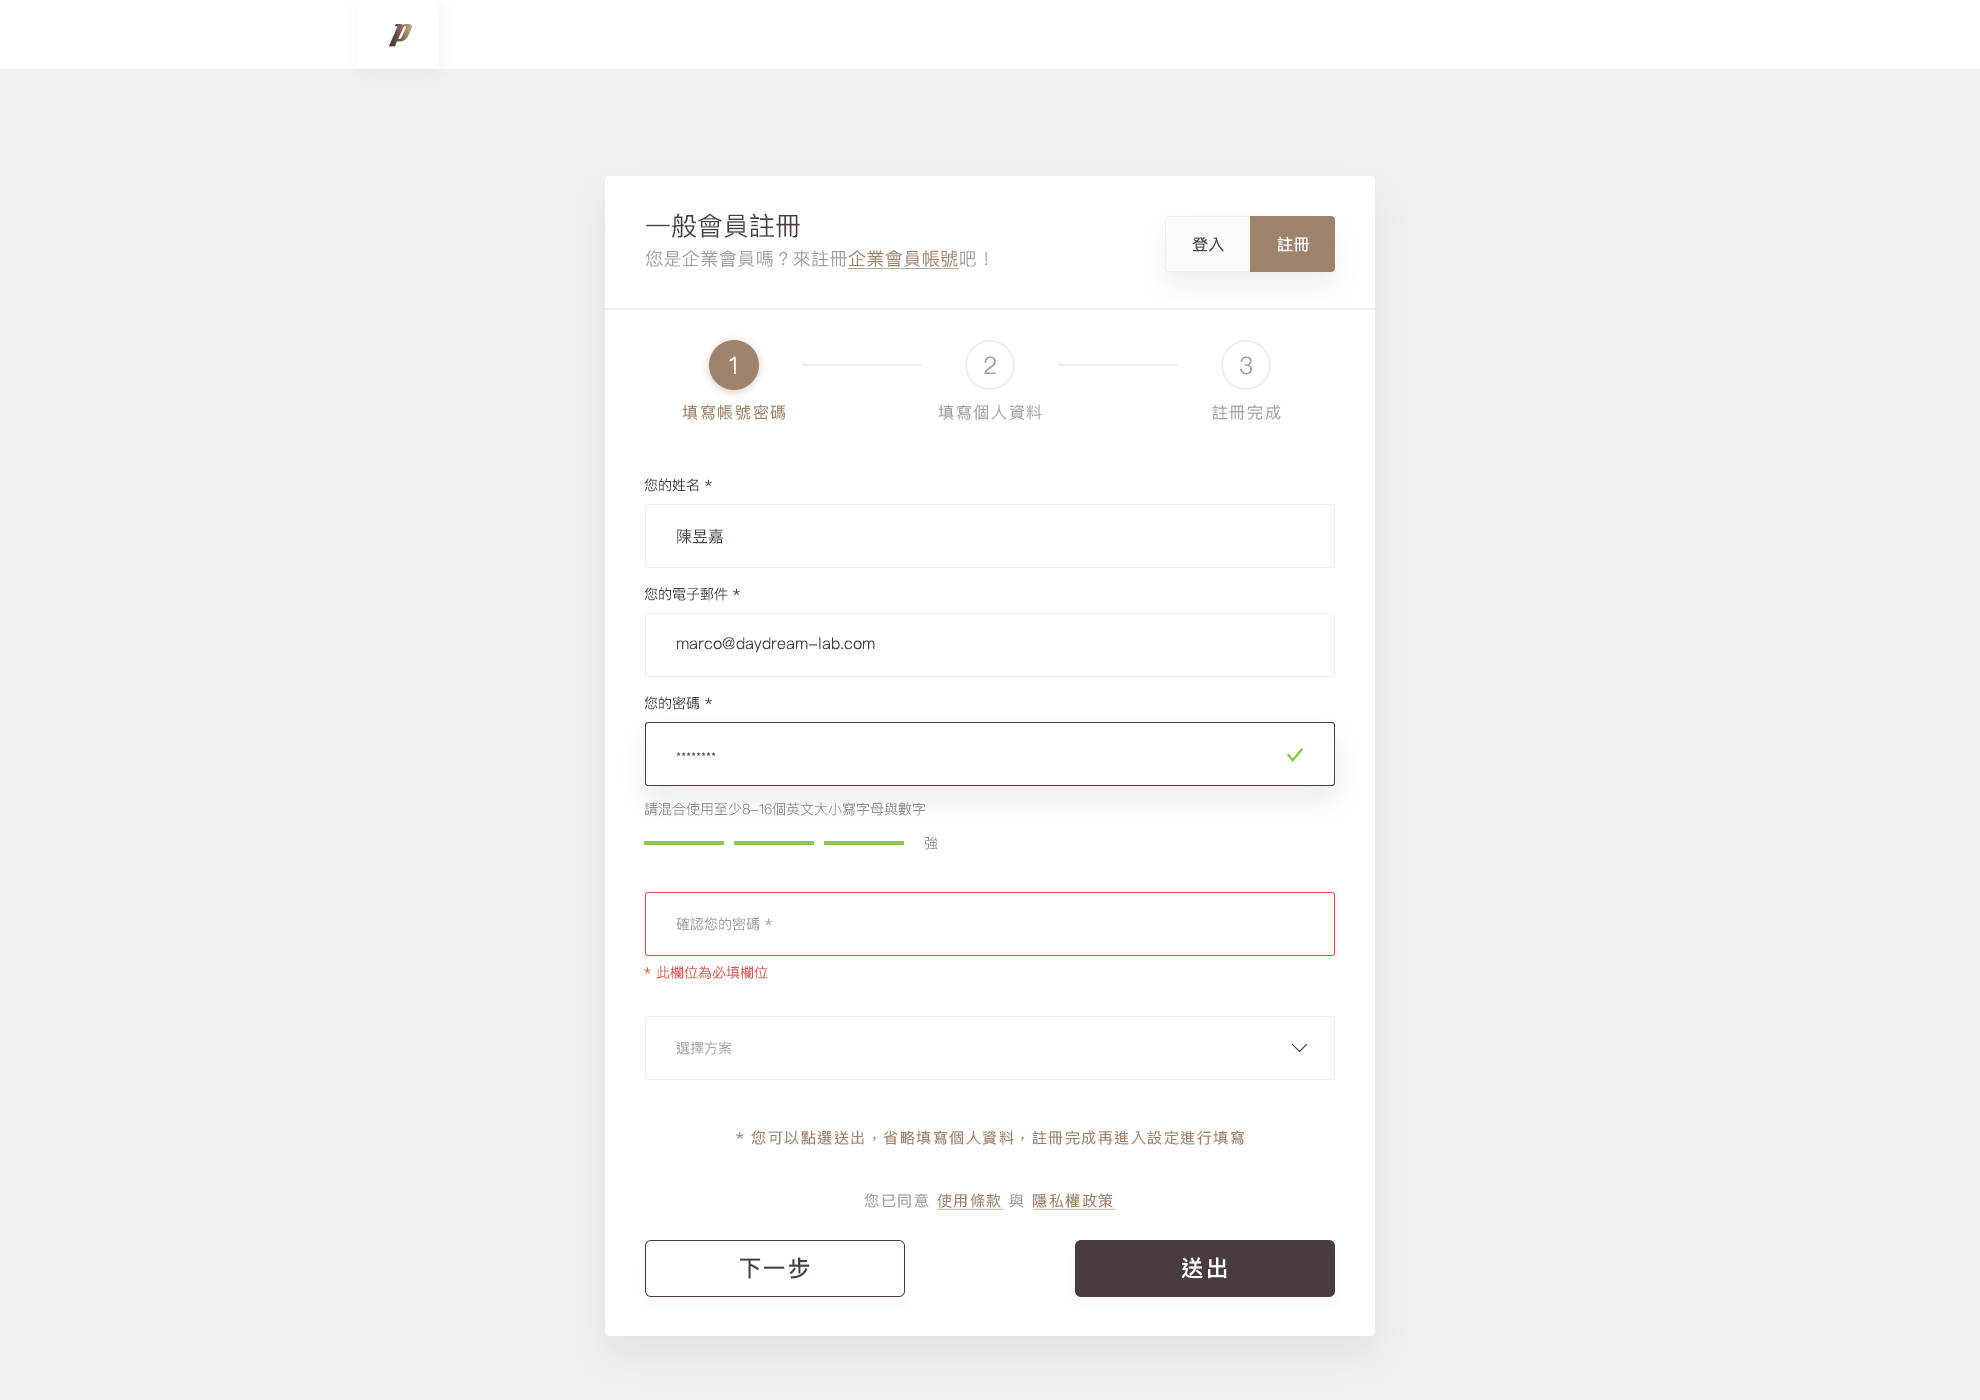 p
一般會員註冊
您是企業會員嗎？來註冊企業會員帳號吧！
登入
註冊
1
2
3
填寫帳號密碼
填寫個人資料
註冊完成
您的姓名 *
陳昱嘉
您的電子郵件 *
marco@daydream-lab.com
您的密碼 *
********
請混合使用至少8-16個英文大小寫字母與數字
強
確認您的密碼 *
* 此欄位為必填欄位
選擇方案
* 您可以點選送出，省略填寫個人資料，註冊完成再進入設定進行填寫
您已同意 使用條款 與 隱私權政策
下一步
送出